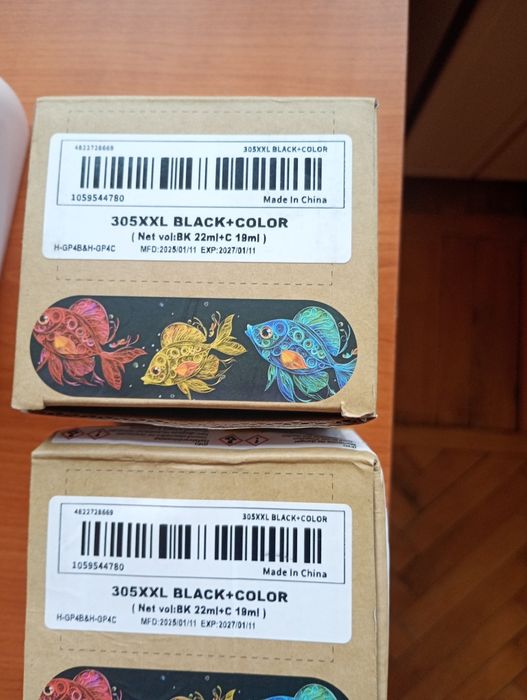 4822728669 305XXL BLACK+COLOR
1059544780 Made In China
305XXL BLACK+COLOR
( Net vol:BK 22ml+C 19ml )
H-GP4B&H-GP4C MFD:2025/01/11 EXP:2027/01/11
4822728669 305XXL BLACK+COLOR
1059544780 Made In China
305XXL BLACK+COLOR
( Net vol:BK 22ml+C 19ml )
H-GP4B&H-GP4C MFD:2025/01/11 EXP:2027/01/11